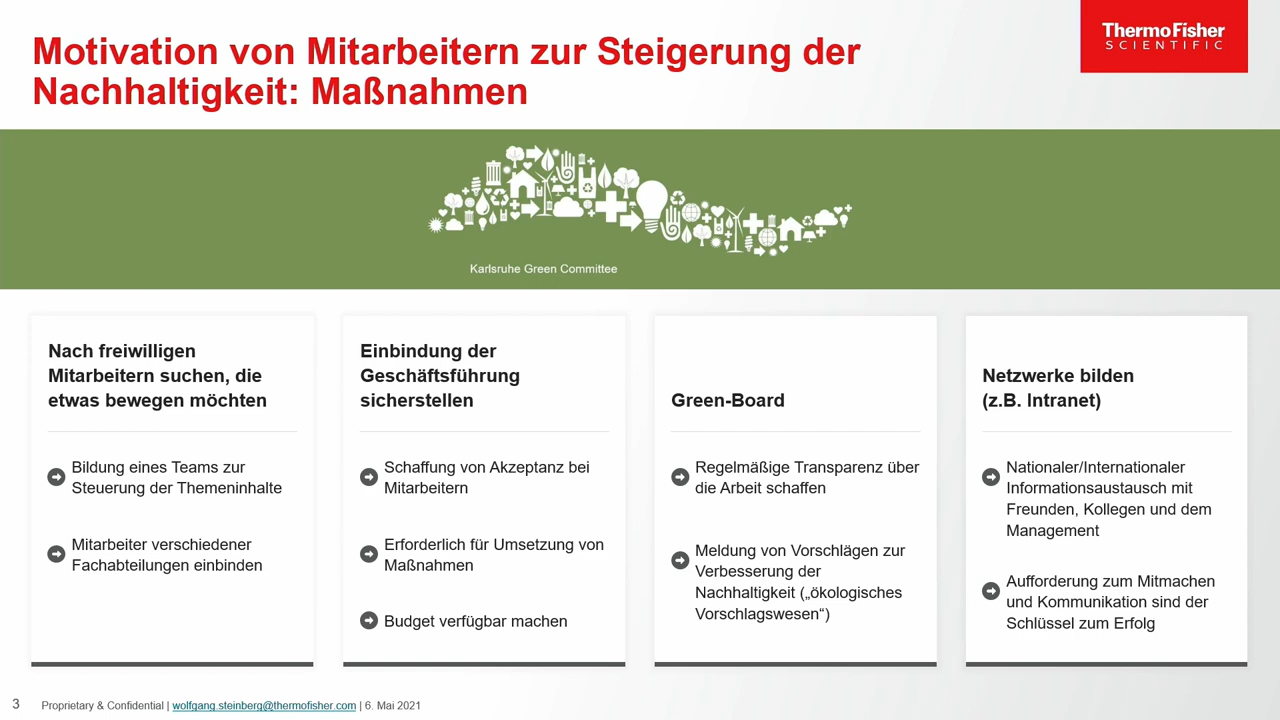 Motivation von Mitarbeitern zur Steigerung der
Nachhaltigkeit: Maßnahmen
ThermoFisher
SCIENTIFIC
Karlsruhe Green Committee
Nach freiwilligen
Mitarbeitern suchen, die
etwas bewegen möchten
Bildung eines Teams zur
Steuerung der Themeninhalte
Mitarbeiter verschiedener
Fachabteilungen einbinden
Einbindung der
Geschäftsführung
sicherstellen
Schaffung von Akzeptanz bei
Mitarbeitern
Erforderlich für Umsetzung von
Maßnahmen
Budget verfügbar machen
Green-Board
Regelmäßige Transparenz über
die Arbeit schaffen
Meldung von Vorschlägen zur
Verbesserung der
Nachhaltigkeit („ökologisches
Vorschlagswesen“)
Netzwerke bilden
(z.B. Intranet)
Nationaler/Internationaler
Informationsaustausch mit
Freunden, Kollegen und dem
Management
Aufforderung zum Mitmachen
und Kommunikation sind der
Schlüssel zum Erfolg
3 Proprietary & Confidential | wolfgang.steinberg@thermofisher.com | 6. Mai 2021